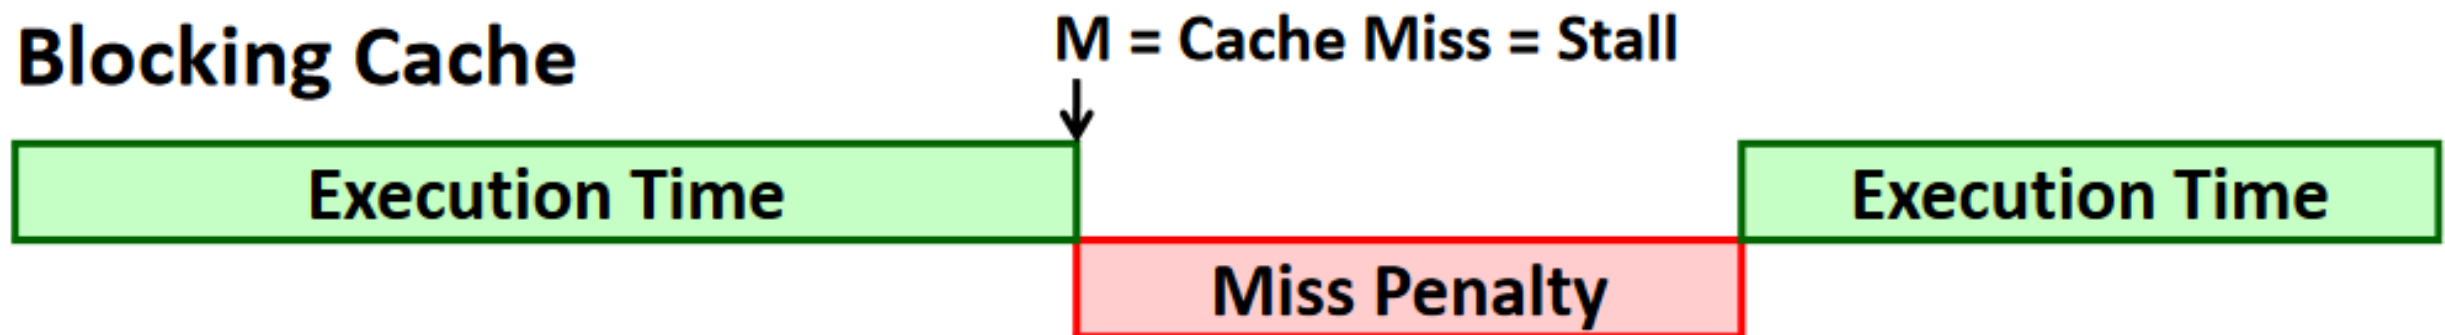 Blocking Cache
M = Cache Miss = Stall
Execution Time
Execution Time
Miss Penalty